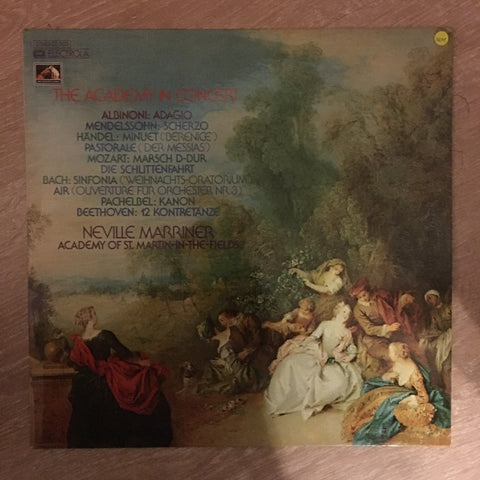 ELECTROLA
THE ACADEMY IN CONCERT
ALBINONI: ADAGIO
MENDELSSOHN: SCHERZO
HÄNDEL: MINUET (BERENICE')
PASTORALE (DER MESSIAS')
MOZART: MARSCH D-DUR
DIE SCHLITTENFAHRT
BACH: SINFONIA (WEIHNACHTS-ORATORIUM)
AIR (OUVERTÜRE FÜR ORCHESTER NR.3)
PACHELBEL: KANON
BEETHOVEN: 12 KONTRETÄNZE
NEVILLE MARRINER
ACADEMY OF ST. MARTIN-IN-THE-FIELDS